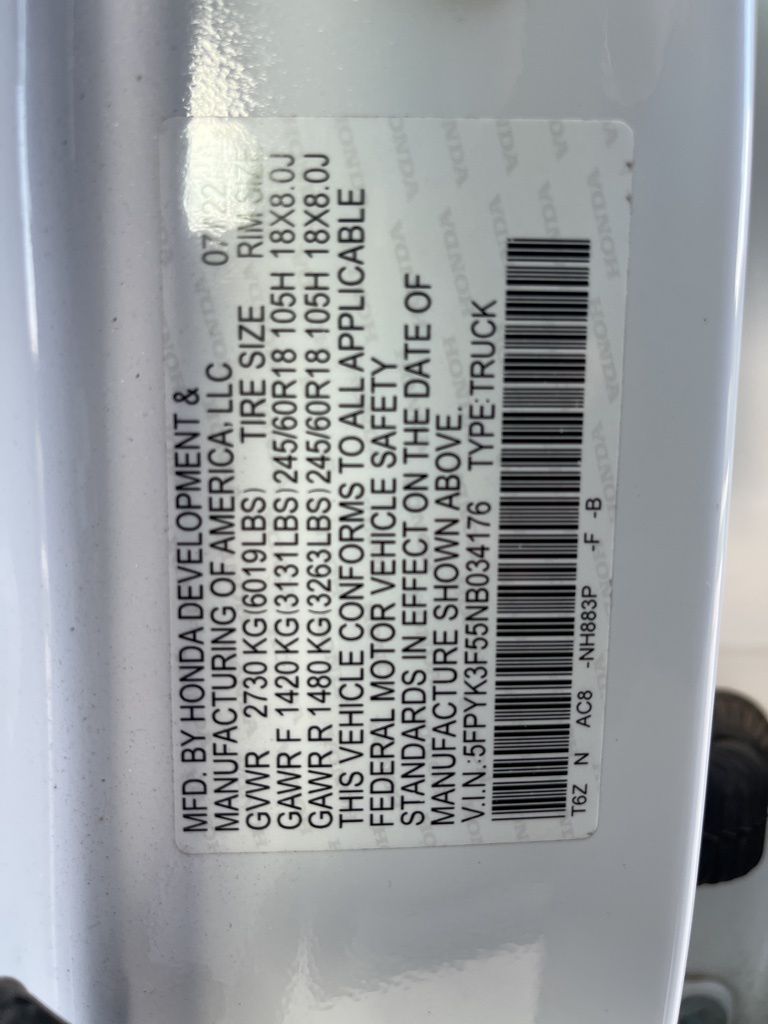 MFD. BY HONDA DEVELOPMENT &
MANUFACTURING OF AMERICA, LLC
GVWR 2730 KG(6019LBS) TIRE SIZE RIM SIZE
GAWR F 1420 KG(3131LBS)245/60R18 105H 18X8.0J
GAWR R 1480 KG(3263LBS)245/60R18 105H 18X8.0J
THIS VEHICLE CONFORMS TO ALL APPLICABLE
FEDERAL MOTOR VEHICLE SAFETY
STANDARDS IN EFFECT ON THE DATE OF
MANUFACTURE SHOWN ABOVE.
V.I.N.:5FPYK3F55NB034176 TYPE:TRUCK
T6Z N AC8 -NH883P -F -B